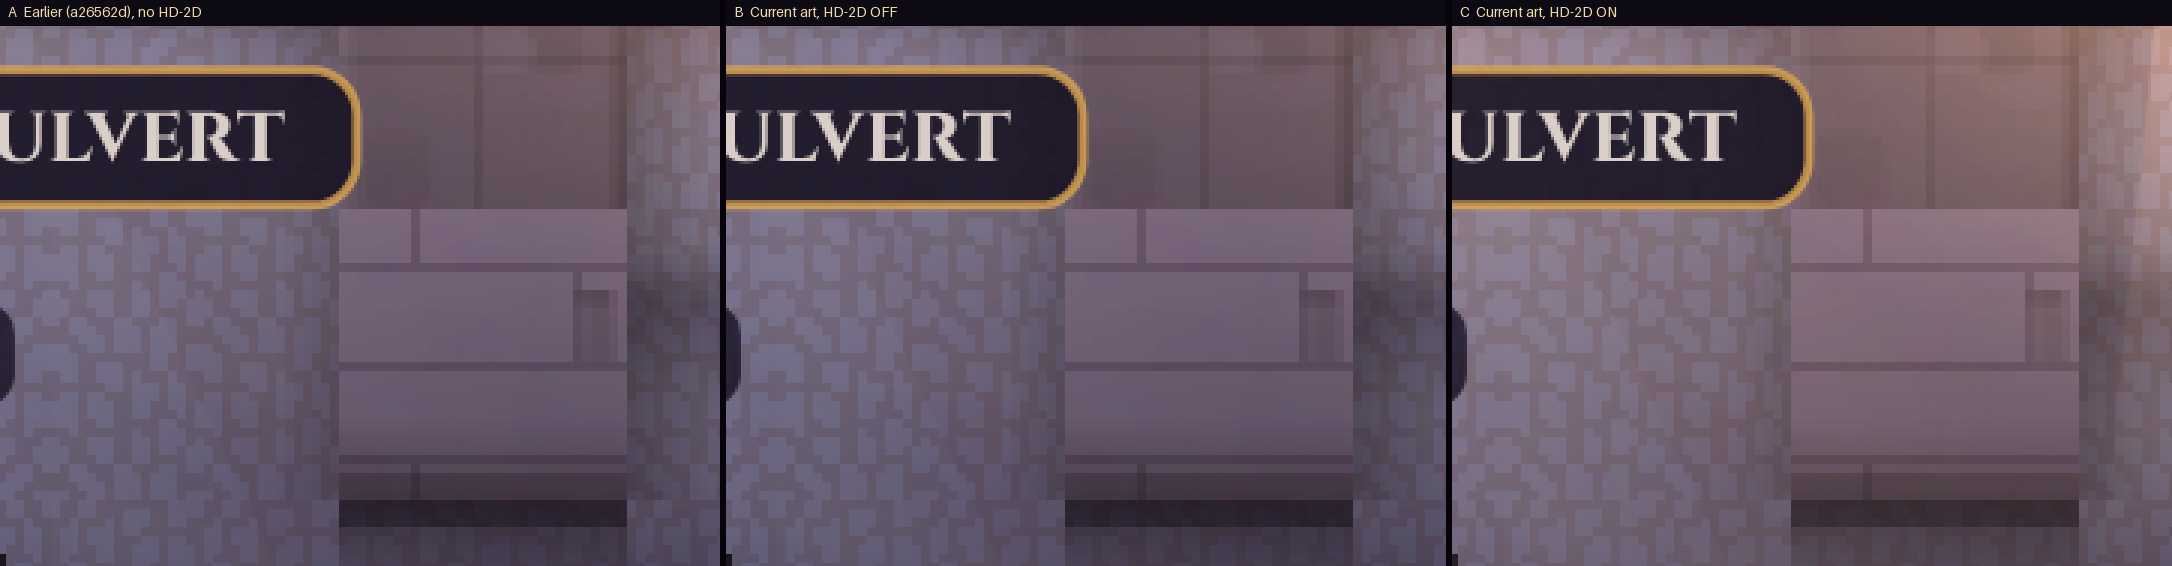 A Earlier (a26562d), no HD-2D
B Current art, HD-2D OFF
C Current art, HD-2D ON
ULVERT
ULVERT
ULVERT